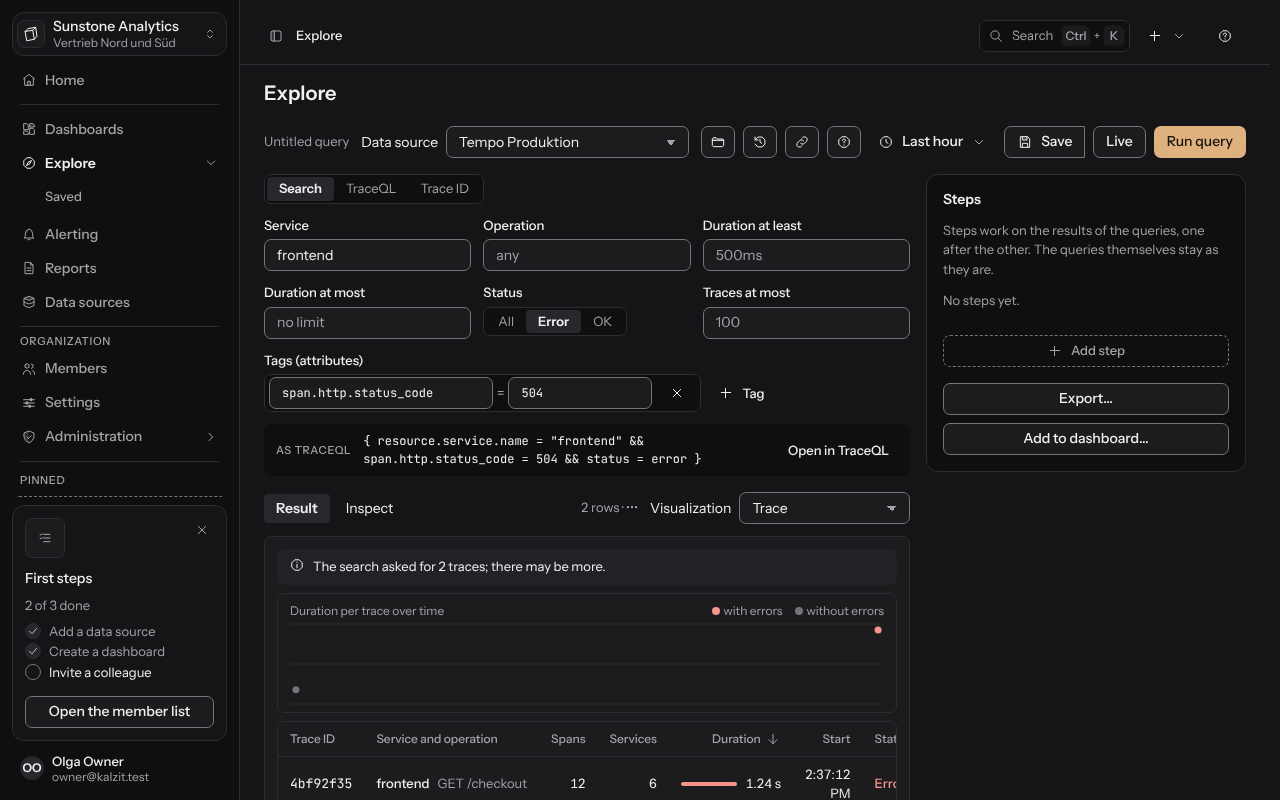 Sunstone Analytics
Vertrieb Nord und Süd
Home
Dashboards
Explore
Saved
Alerting
Reports
Data sources
ORGANIZATION
Members
Settings
Administration
PINNED
First steps
2 of 3 done
Add a data source
Create a dashboard
Invite a colleague
Open the member list
OO
Olga Owner
owner@kalzit.test
Explore
Search Ctrl + K
Explore
Untitled query Data source Tempo Produktion Last hour Save Live Run query
Search TraceQL Trace ID
Service Operation Duration at least
frontend any 500ms
Duration at most Status Traces at most
no limit All Error OK 100
Tags (attributes)
span.http.status_code = 504 Tag
AS TRACEQL { resource.service.name = "frontend" &&
span.http.status_code = 504 && status = error }
Open in TraceQL
Result Inspect 2 rows · ··· Visualization Trace
The search asked for 2 traces; there may be more.
Duration per trace over time with errors without errors
Trace ID Service and operation Spans Services Duration Start Stat
4bf92f35 frontend GET /checkout 12 6 1.24 s 2:37:12 PM Erro
Steps
Steps work on the results of the queries, one
after the other. The queries themselves stay as
they are.
No steps yet.
Add step
Export...
Add to dashboard...